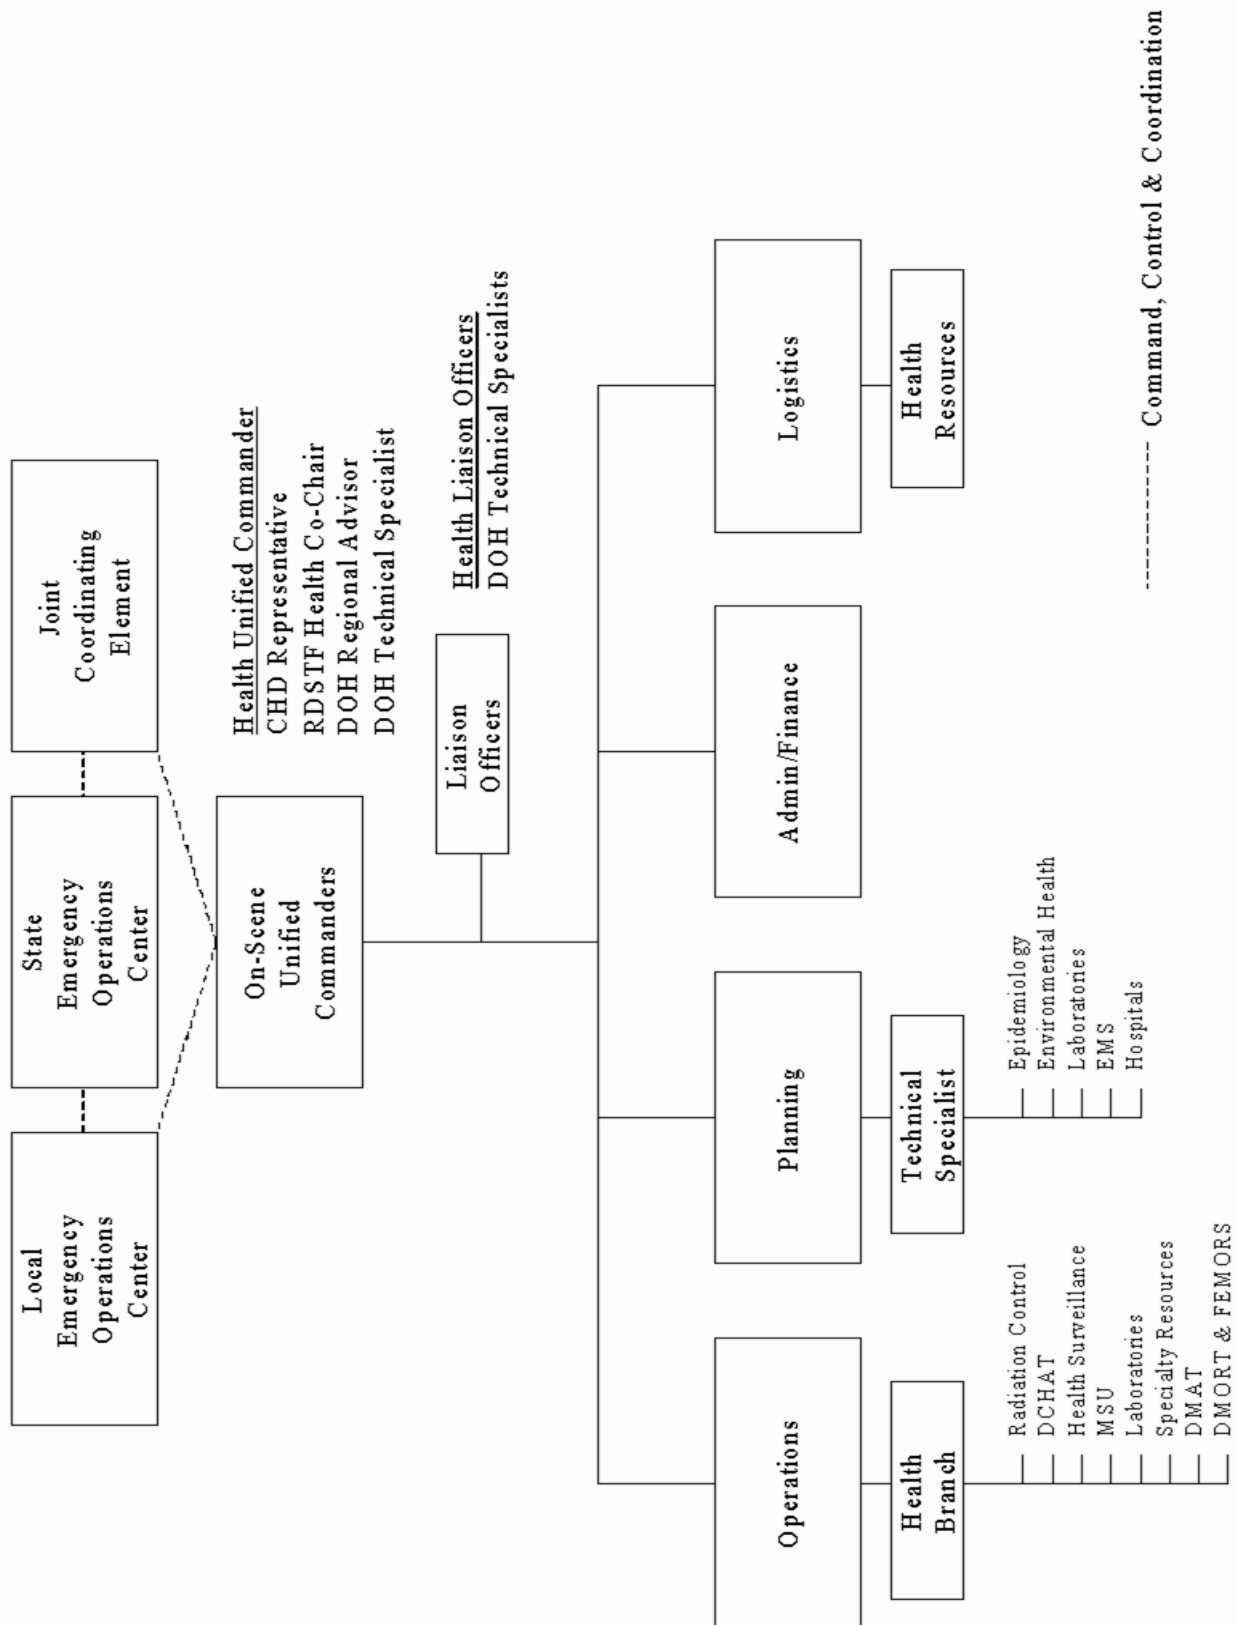 Local
Emergency
Operations
Center
State
Emergency
Operations
Center
Joint
Coordinating
Element
On-Scene
Unified
Commanders
Health Unified Commander
CHD Representative
RDSTF Health Co-Chair
DOH Regional Advisor
DOH Technical Specialist
Liaison
Officers
Health Liaison Officers
DOH Technical Specialists
Operations
Planning
Admin/Finance
Logistics
Health
Branch
Technical
Specialist
Health
Resources
Radiation Control
DCHAT
Health Surveillance
MSU
Laboratories
Specialty Resources
DMAT
DMORT & FEMORS
Epidemiology
Environmental Health
Laboratories
EMS
Hospitals
----------- Command, Control & Coordination